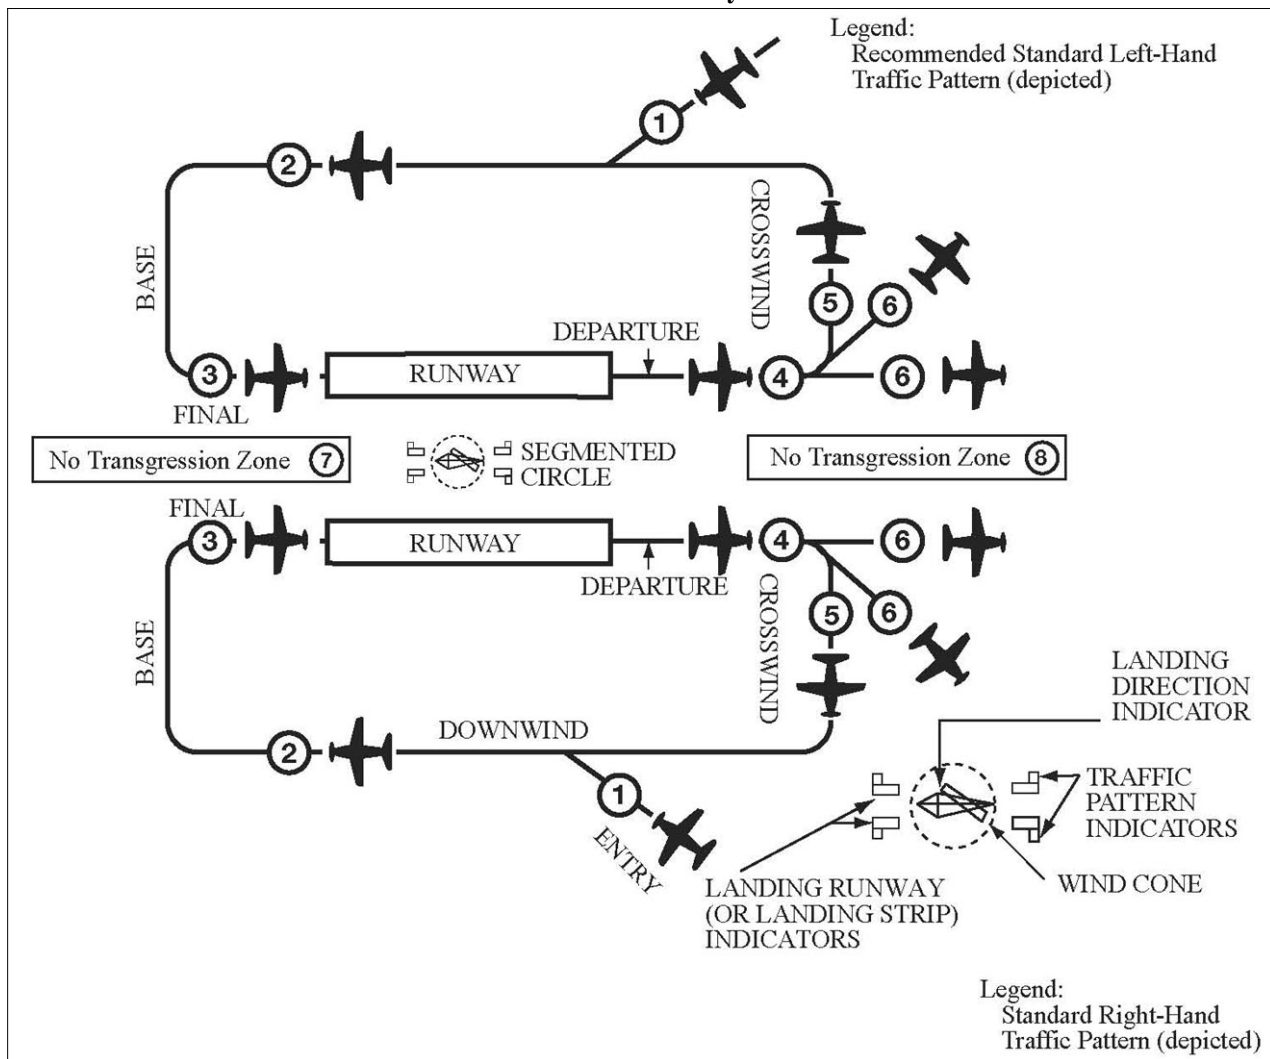 Legend:
Recommended Standard Left-Hand
Traffic Pattern (depicted)
1
2
CROSSWIND
BASE
5
6
DEPARTURE
3
RUNWAY
4
6
FINAL
No Transgression Zone 7
SEGMENTED
CIRCLE
No Transgression Zone 8
FINAL
3
RUNWAY
4
6
DEPARTURE
BASE
CROSSWIND
5
6
2
DOWNWIND
1
ENTRY
LANDING
DIRECTION
INDICATOR
TRAFFIC
PATTERN
INDICATORS
WIND CONE
LANDING RUNWAY
(OR LANDING STRIP)
INDICATORS
Legend:
Standard Right-Hand
Traffic Pattern (depicted)